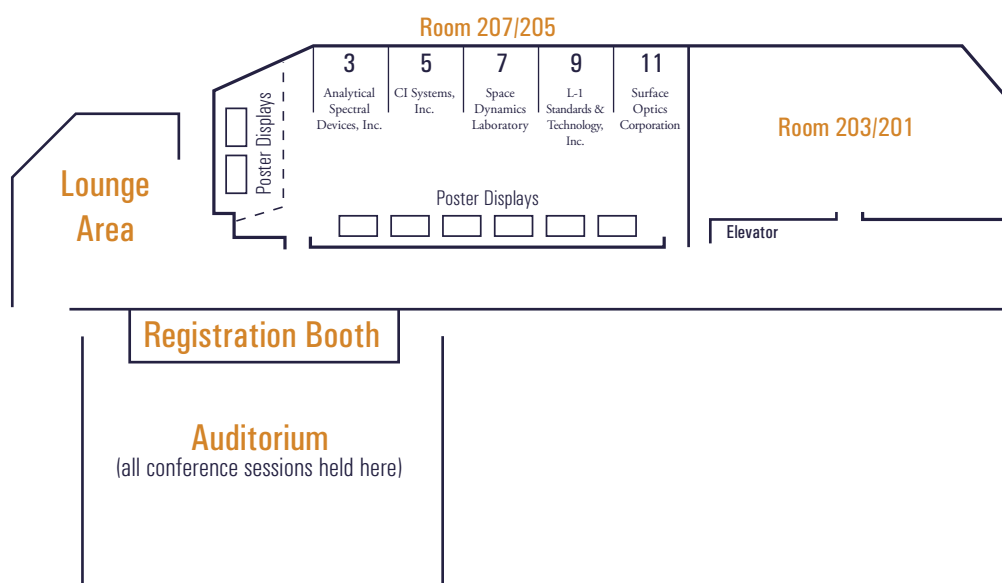 Room 207/205
3
Analytical
Spectral
Devices, Inc.
5
CI Systems,
Inc.
7
Space
Dynamics
Laboratory
9
L-1
Standards &
Technology,
Inc.
11
Surface
Optics
Corporation
Room 203/201
Poster Displays
Poster Displays
Lounge
Area
Elevator
Registration Booth
Auditorium
(all conference sessions held here)